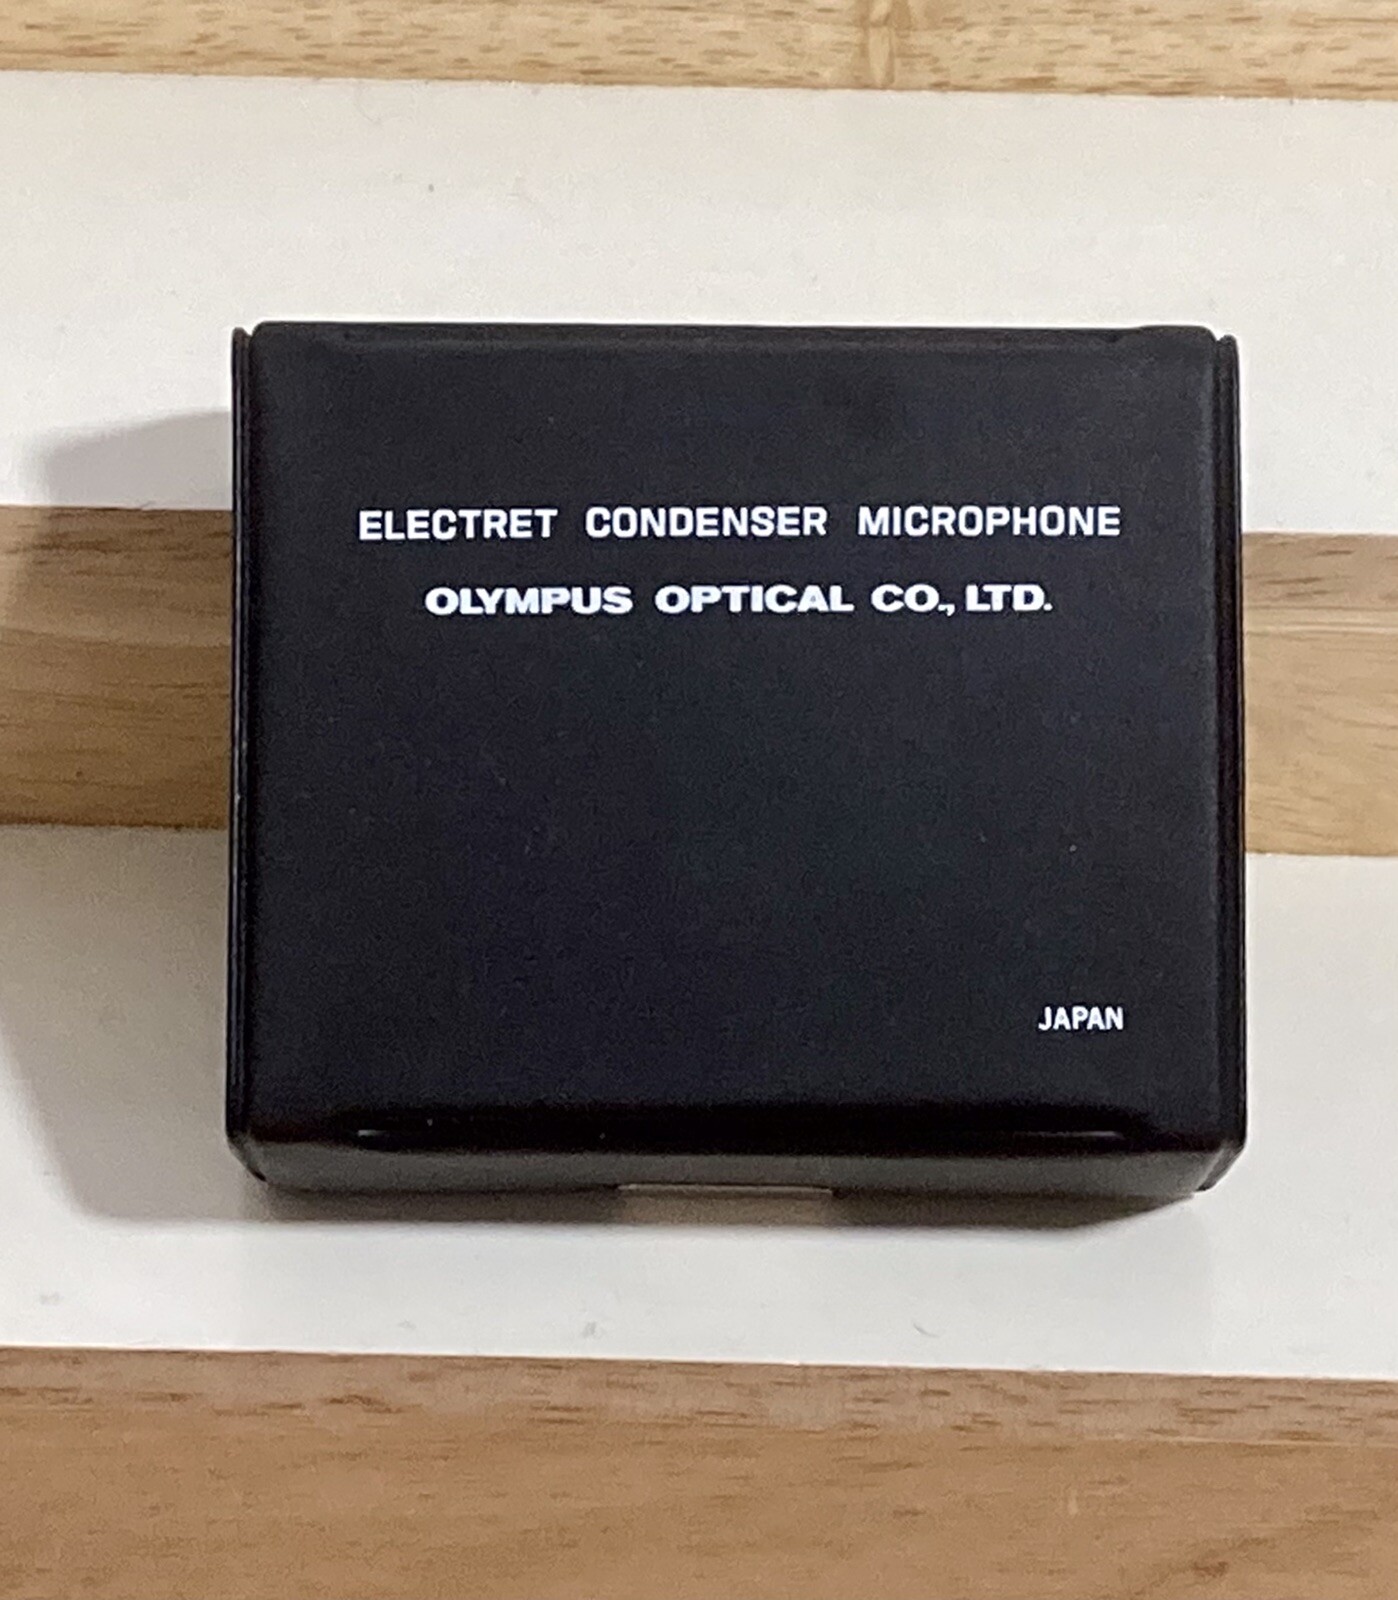 ELECTRET CONDENSER MICROPHONE
OLYMPUS OPTICAL CO., LTD.
JAPAN